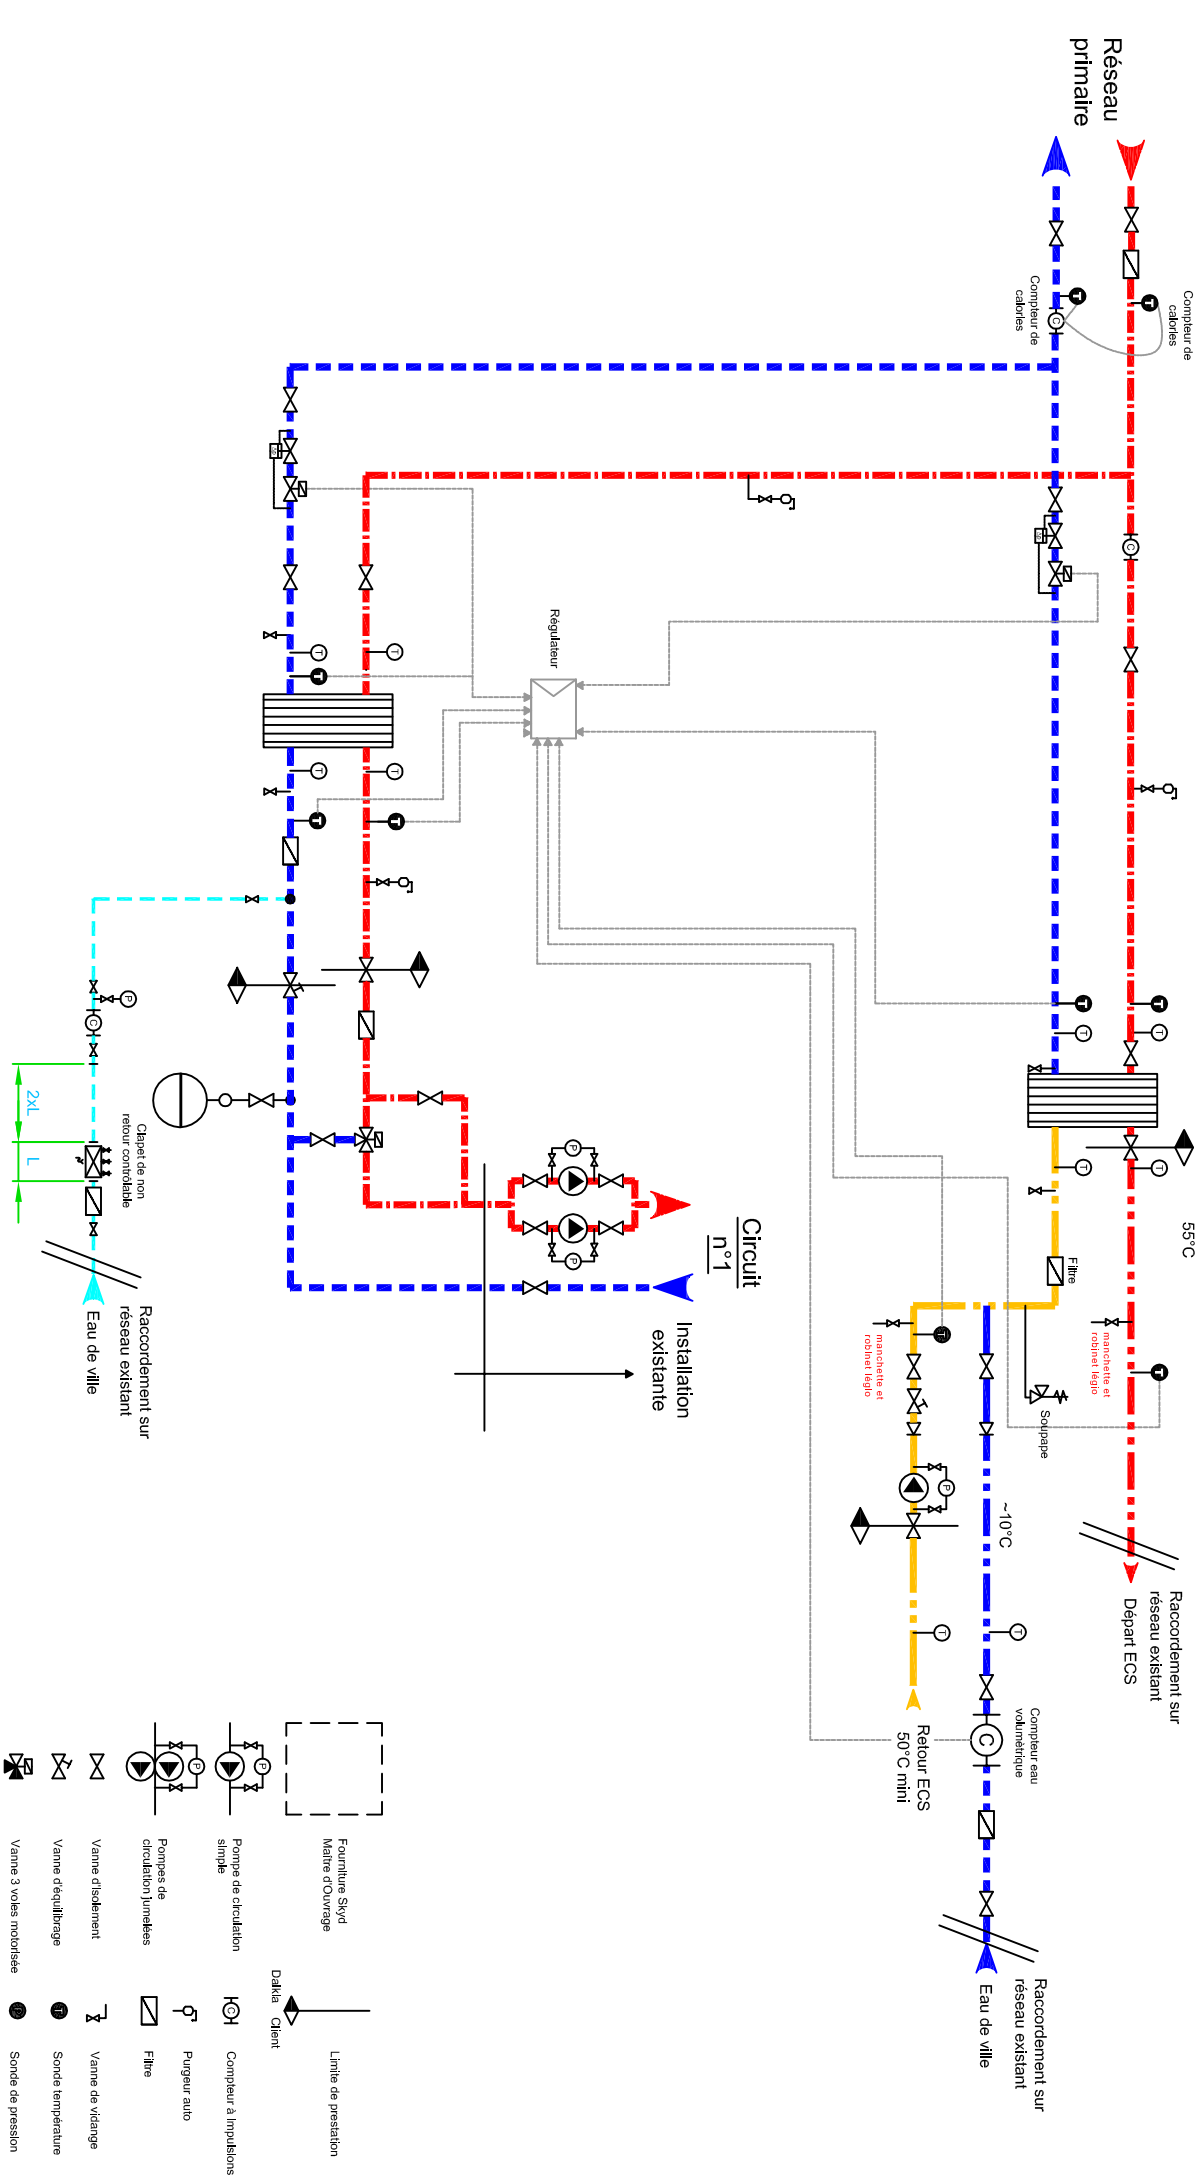 Réseau
primaire
Compteur de
calories
Compteur de
calories
C
T
T
C
T
T
T
T
55°C
Filtre
manchette et
robinet légio
Soupape
T
T
T
T
Raccordement sur
réseau existant
Départ ECS
manchette et
robinet légio
T
P
~10°C
T
T
Retour ECS
50°C mini
Compteur eau
volumétrique
C
Raccordement sur
réseau existant
Eau de ville
Régulateur
T
T
T
T
T
T
T
Circuit
n°1
P
P
Installation
existante
P
C
2xL
L
Clapet de non
retour contrôlable
Raccordement sur
réseau existant
Eau de ville
Fourniture Skyd
Maître d'Ouvrage
Limite de prestation
Dalkia
Client
P
Pompe de circulation
simple
C
Compteur à Impulsions
P
Pompes de
circulation jumelées
Purgeur auto
Filtre
Vanne d'Isolement
Vanne de vidange
Vanne d'équilibrage
T
Sonde température
Vanne 3 voies motorisée
P
Sonde de pression